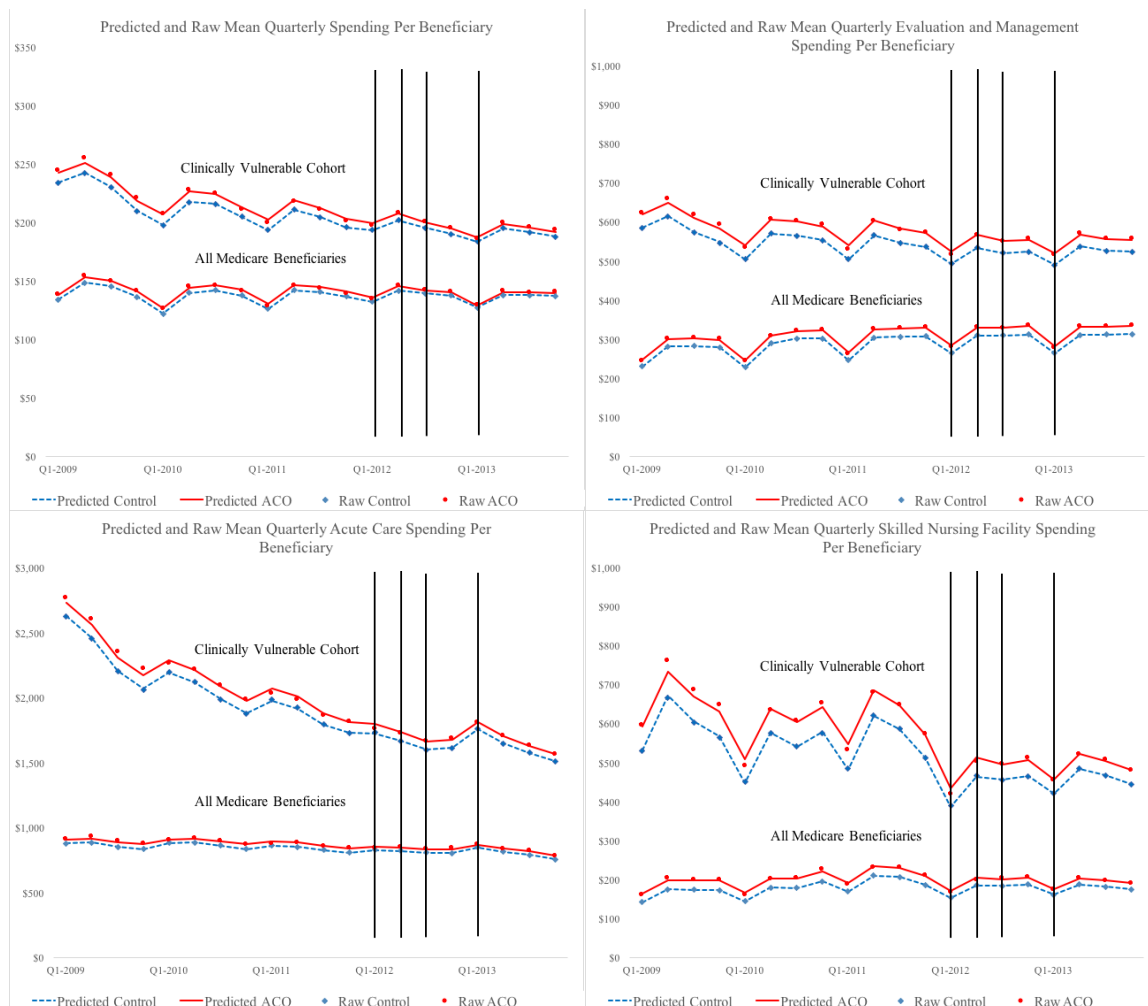 Predicted and Raw Mean Quarterly Spending Per Beneficiary
$350
$300
$250
$200
$150
$100
$50
$0
Clinically Vulnerable Cohort
All Medicare Beneficiaries
Q1-2009 Q1-2010 Q1-2011 Q1-2012 Q1-2013
Predicted Control Predicted ACO Raw Control Raw ACO
Predicted and Raw Mean Quarterly Evaluation and Management
Spending Per Beneficiary
$1,000
$900
$800
$700
$600
$500
$400
$300
$200
$100
$0
Clinically Vulnerable Cohort
All Medicare Beneficiaries
Q1-2009 Q1-2010 Q1-2011 Q1-2012 Q1-2013
Predicted Control Predicted ACO Raw Control Raw ACO
Predicted and Raw Mean Quarterly Acute Care Spending Per
Beneficiary
$3,000
$2,500
$2,000
$1,500
$1,000
$500
$0
Clinically Vulnerable Cohort
All Medicare Beneficiaries
Q1-2009 Q1-2010 Q1-2011 Q1-2012 Q1-2013
Predicted Control Predicted ACO Raw Control Raw ACO
Predicted and Raw Mean Quarterly Skilled Nursing Facility Spending
Per Beneficiary
$1,000
$900
$800
$700
$600
$500
$400
$300
$200
$100
$0
Clinically Vulnerable Cohort
All Medicare Beneficiaries
Q1-2009 Q1-2010 Q1-2011 Q1-2012 Q1-2013
Predicted Control Predicted ACO Raw Control Raw ACO